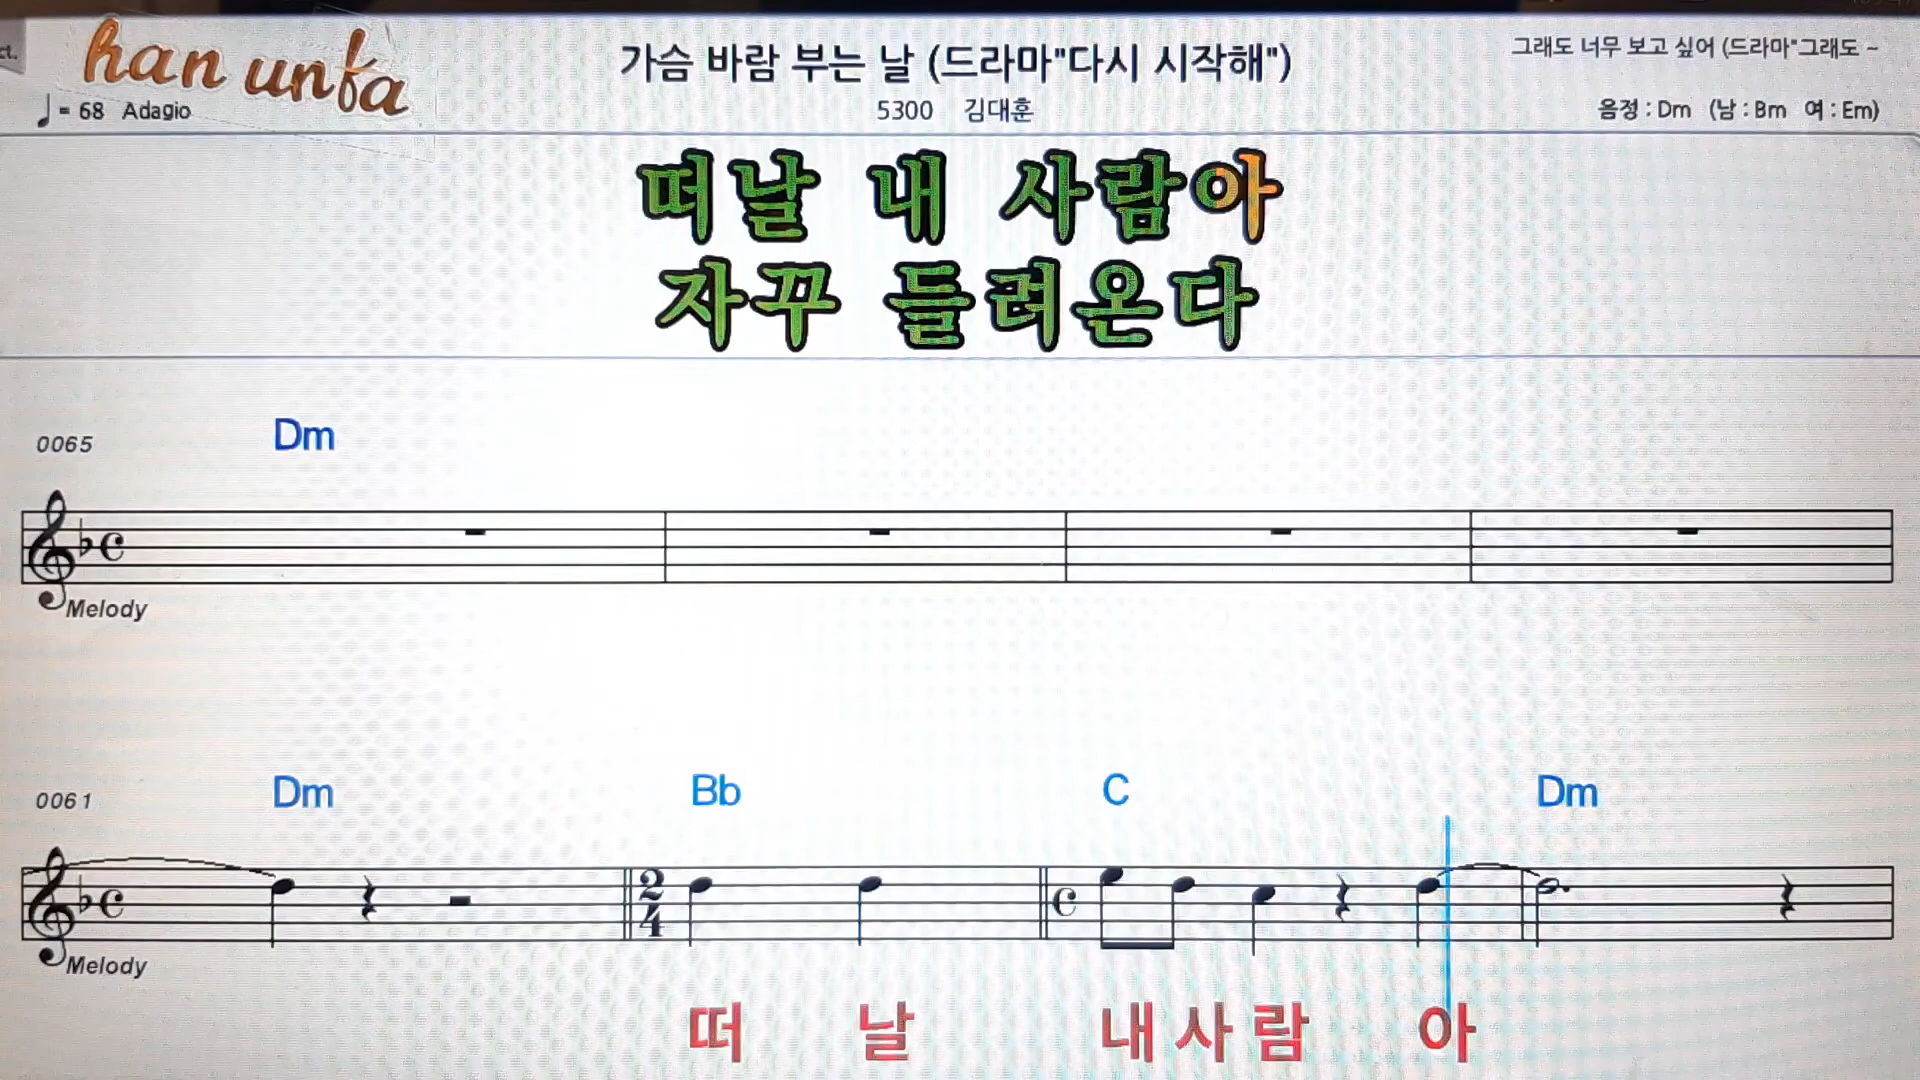 ct.
han unfa
가슴 바람 부는 날 (드라마"다시 시작해")
그래도 너무 보고 싶어 (드라마"그래도 ~
= 68 Adagio
5300 김대훈
음정 : Dm (남 : Bm 여 : Em)
떠날 내 사람아
자꾸 들려온다
0065 Dm
Melody
0061 Dm Bb C Dm
2
4
Melody
떠 날 내 사 람 아